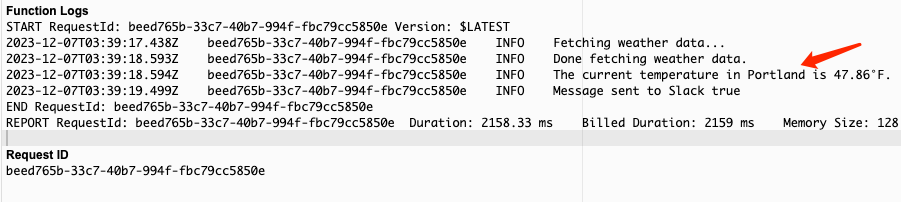 Function Logs
START RequestId: beed765b-33c7-40b7-994f-fbc79cc5850e Version: $LATEST
2023-12-07T03:39:17.438Z    beed765b-33c7-40b7-994f-fbc79cc5850e    INFO    Fetching weather data...
2023-12-07T03:39:18.593Z    beed765b-33c7-40b7-994f-fbc79cc5850e    INFO    Done fetching weather data.
2023-12-07T03:39:18.594Z    beed765b-33c7-40b7-994f-fbc79cc5850e    INFO    The current temperature in Portland is 47.86°F.
2023-12-07T03:39:19.499Z    beed765b-33c7-40b7-994f-fbc79cc5850e    INFO    Message sent to Slack true
END RequestId: beed765b-33c7-40b7-994f-fbc79cc5850e
REPORT RequestId: beed765b-33c7-40b7-994f-fbc79cc5850e  Duration: 2158.33 ms    Billed Duration: 2159 ms    Memory Size: 128
Request ID
beed765b-33c7-40b7-994f-fbc79cc5850e